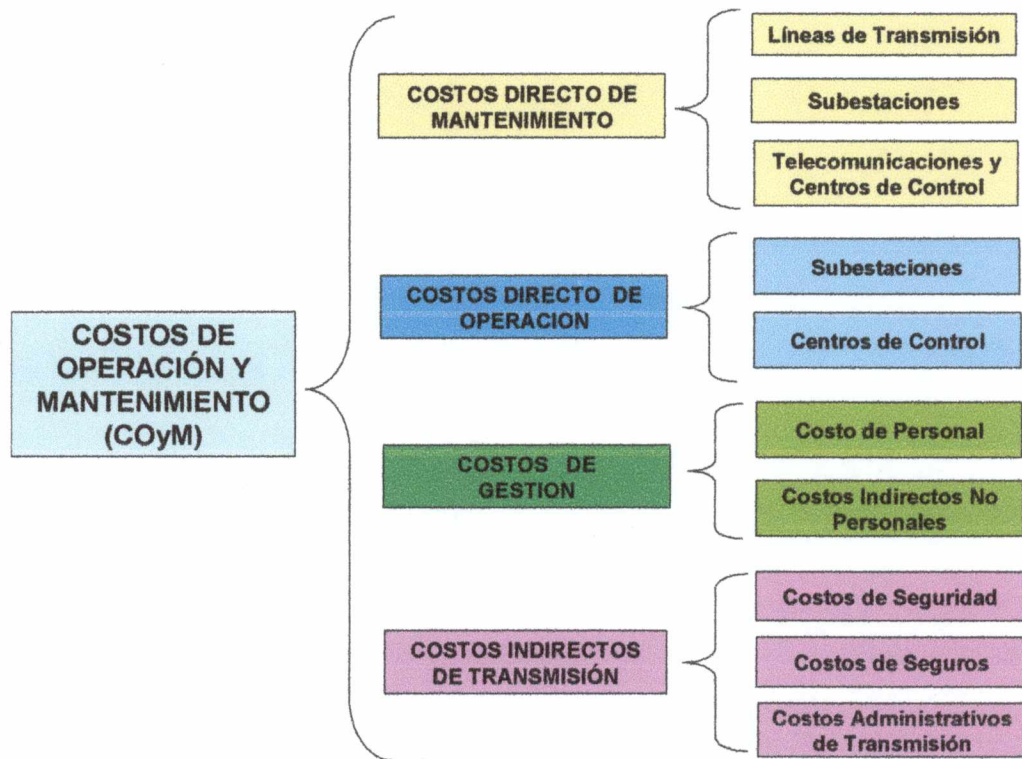 COSTOS DE
OPERACIÓN Y
MANTENIMIENTO
(COyM)
COSTOS DIRECTO DE
MANTENIMIENTO
Líneas de Transmisión
Subestaciones
Telecomunicaciones y
Centros de Control
COSTOS DIRECTO DE
OPERACION
Subestaciones
Centros de Control
COSTOS DE
GESTION
Costo de Personal
Costos Indirectos No
Personales
COSTOS INDIRECTOS
DE TRANSMISIÓN
Costos de Seguridad
Costos de Seguros
Costos Administrativos
de Transmisión